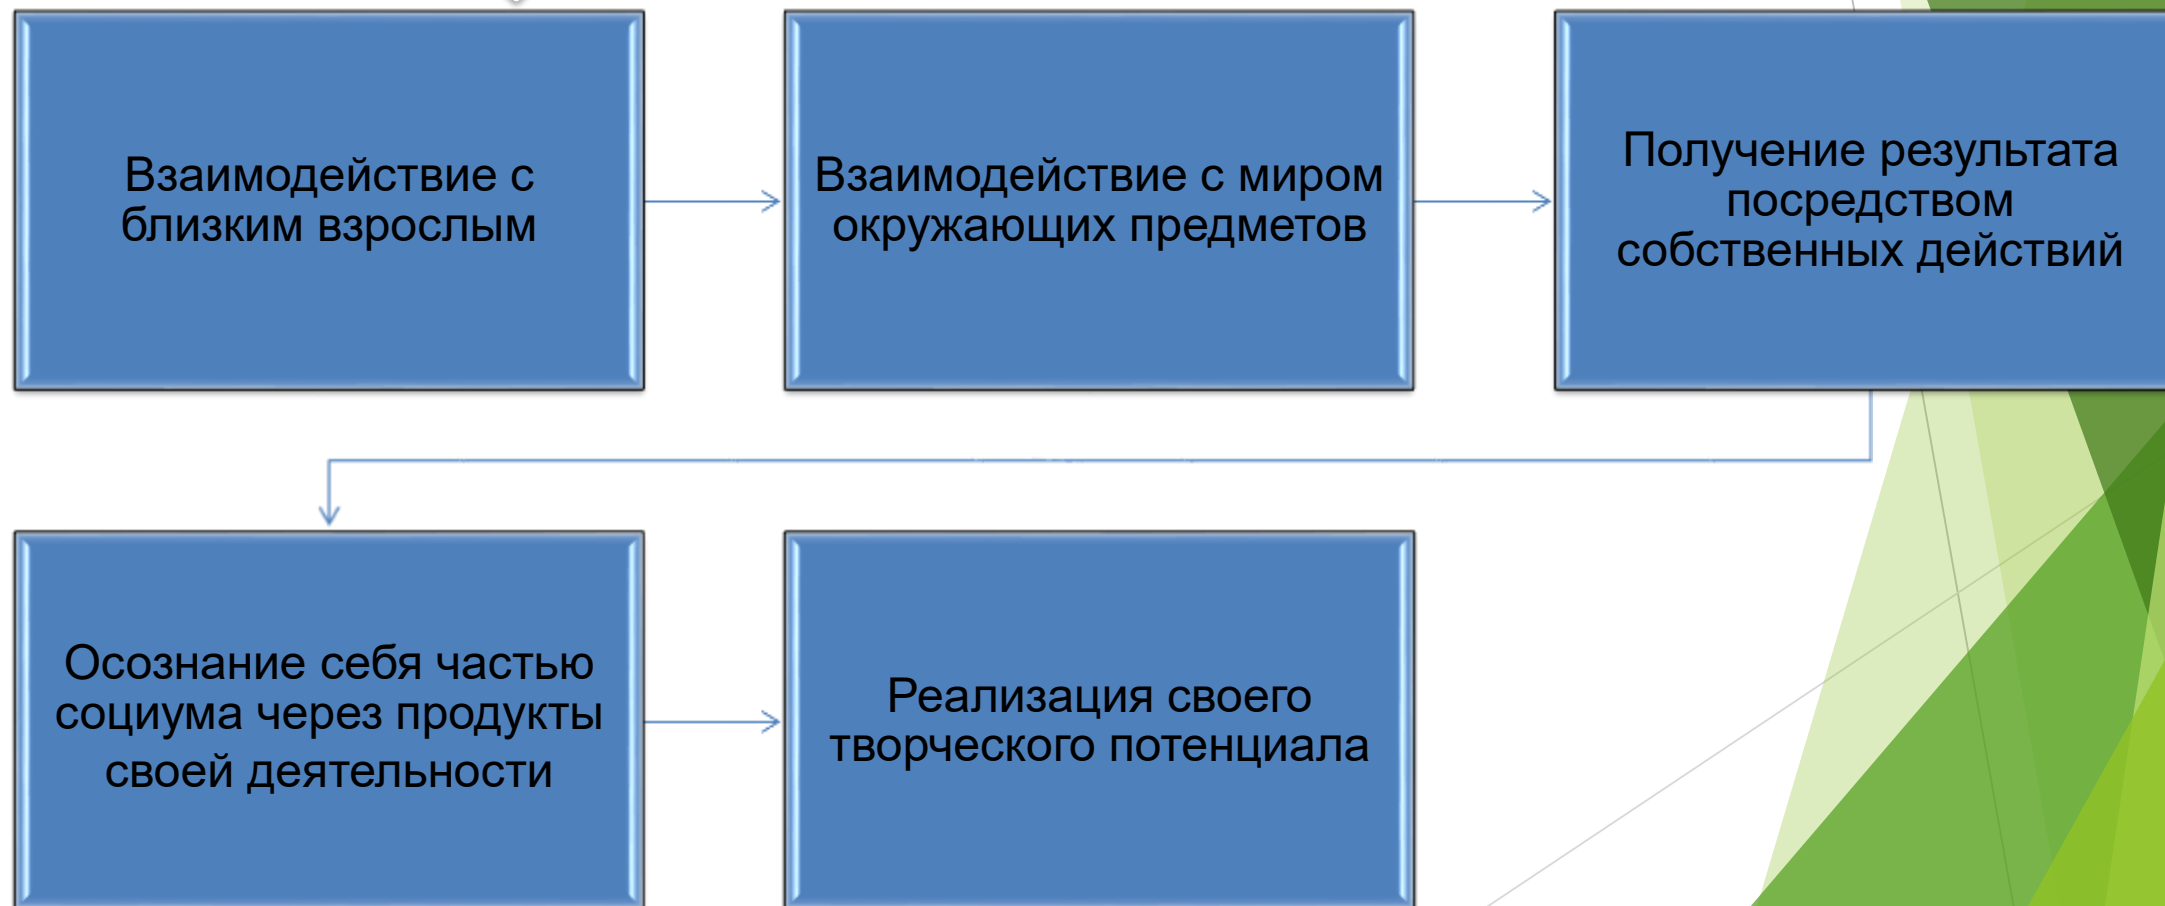 Взаимодействие с
близким взрослым
Взаимодействие с миром
окружающих предметов
Получение результата
посредством
собственных действий
Осознание себя частью
социума через продукты
своей деятельности
Реализация своего
творческого потенциала